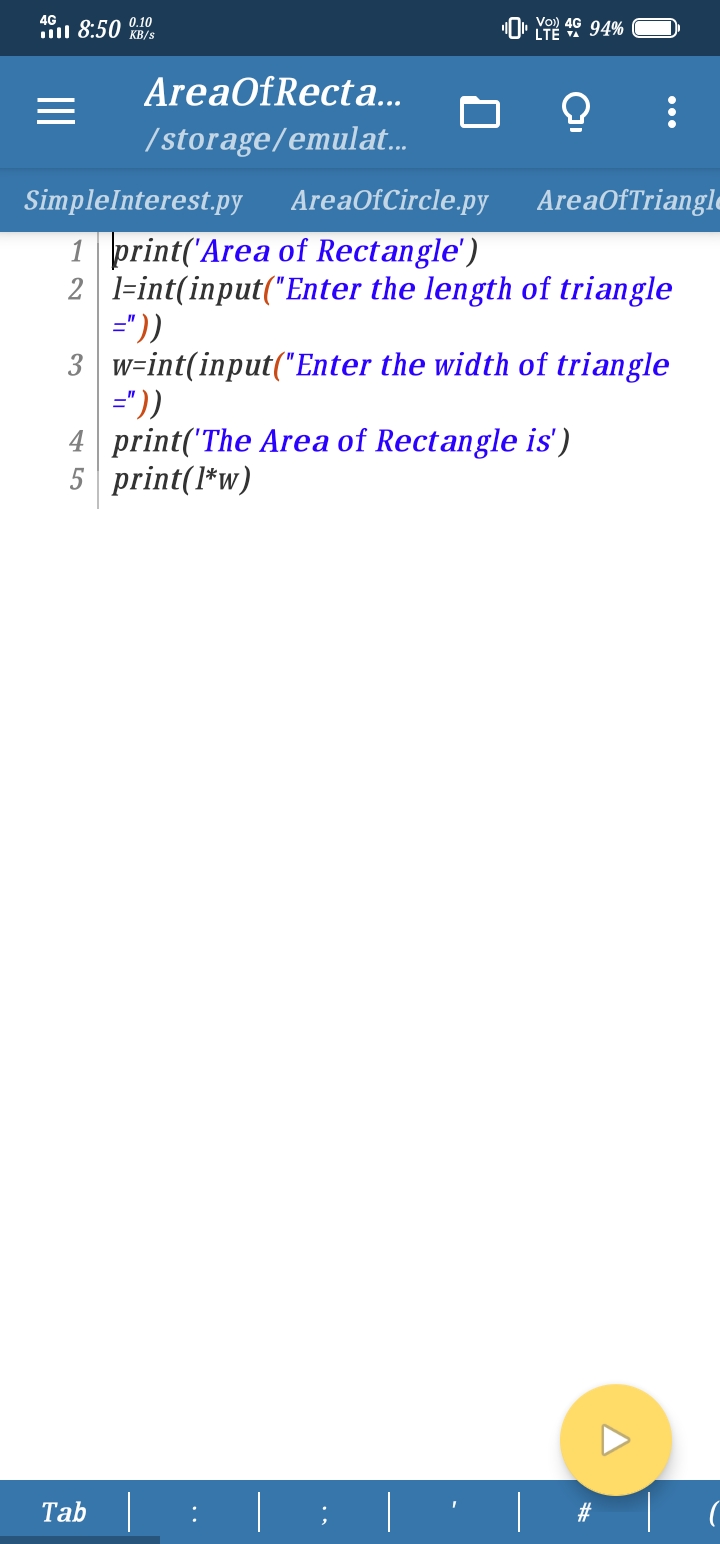 4G 8:50 0.10 KB/s Vo)) LTE 4G 94%
AreaOfRecta...
/storage/emulat...
SimpleInterest.py AreaOfCircle.py AreaOfTriangle
1 print('Area of Rectangle')
2 l=int(input("Enter the length of triangle
="))
3 w=int(input("Enter the width of triangle
="))
4 print('The Area of Rectangle is')
5 print(l*w)
Tab : ; ' # (